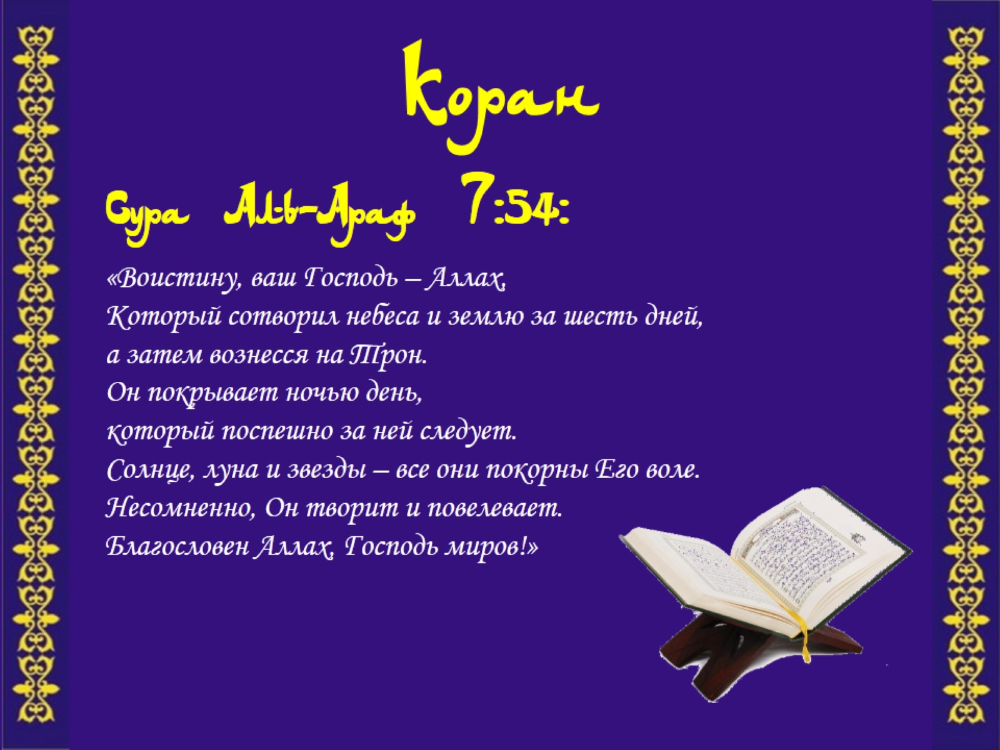 Коран
Сура Аль-Араф 7:54:
«Воистину, ваш Господь – Аллах,
Который сотворил небеса и землю за шесть дней,
а затем вознесся на Трон.
Он покрывает ночью день,
который поспешно за ней следует.
Солнце, луна и звезды – все они покорны Его воле.
Несомненно, Он творит и повелевает.
Благословен Аллах, Господь миров!»